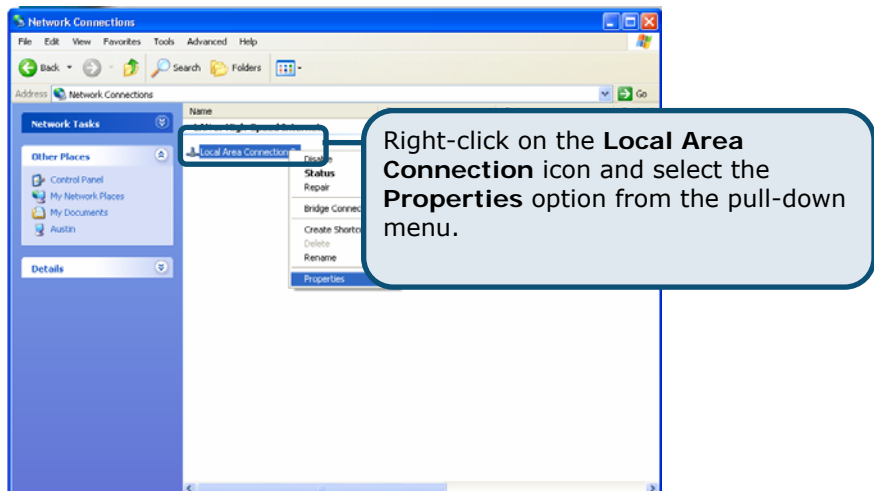 Network Connections
File Edit View Favorites Tools Advanced Help
Back Search Folders
Address Network Connections Go
Name
Network Tasks
Other Places
Control Panel
My Network Places
My Documents
Austin
Details
Local Area Connection
Disable
Status
Repair
Bridge Connec
Create Shortc
Delete
Rename
Properties
Right-click on the Local Area
Connection icon and select the
Properties option from the pull-down
menu.